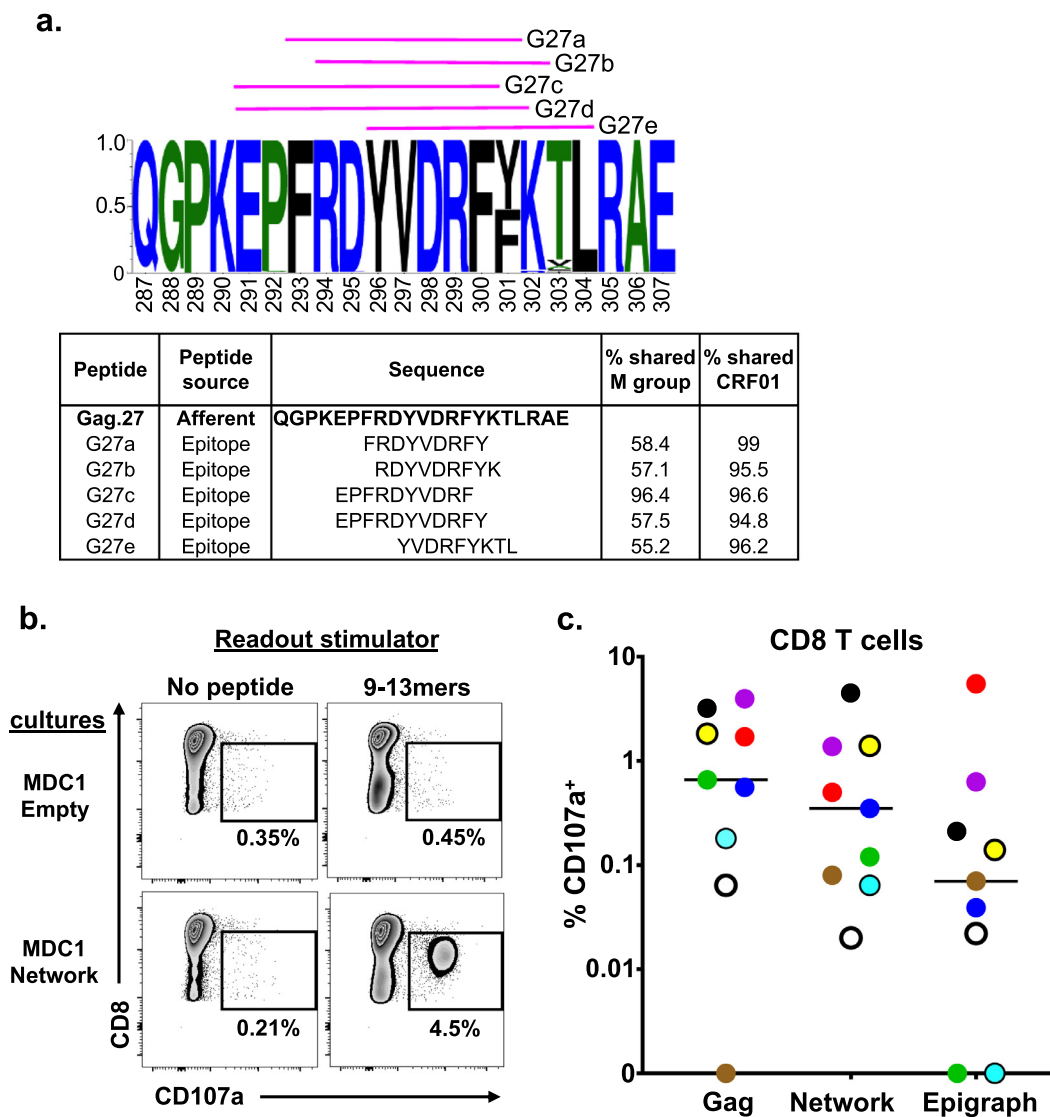 a.
G27a
G27b
G27c
G27d
G27e
1.0
0.5
0
QGPKEPFRDYVDRFYKTLRAE
F V
287 288 289 290 291 292 293 294 295 296 297 298 299 300 301 302 303 304 305 306 307
Peptide Peptide source Sequence % shared M group % shared CRF01
Gag.27 Afferent QGPKEPFRDYVDRFYKTLRAE
G27a Epitope FRDYVDRFY 58.4 99
G27b Epitope RDYVDRFYK 57.1 95.5
G27c Epitope EPFRDYVDRF 96.4 96.6
G27d Epitope EPFRDYVDRFY 57.5 94.8
G27e Epitope YVDRFYKTL 55.2 96.2
b.
Readout stimulator
No peptide 9-13mers
cultures
MDC1 Empty
0.35% 0.45%
MDC1 Network
0.21% 4.5%
CD8
CD107a
c.
CD8 T cells
% CD107a+
10
1
0.1
0.01
0
Gag Network Epigraph